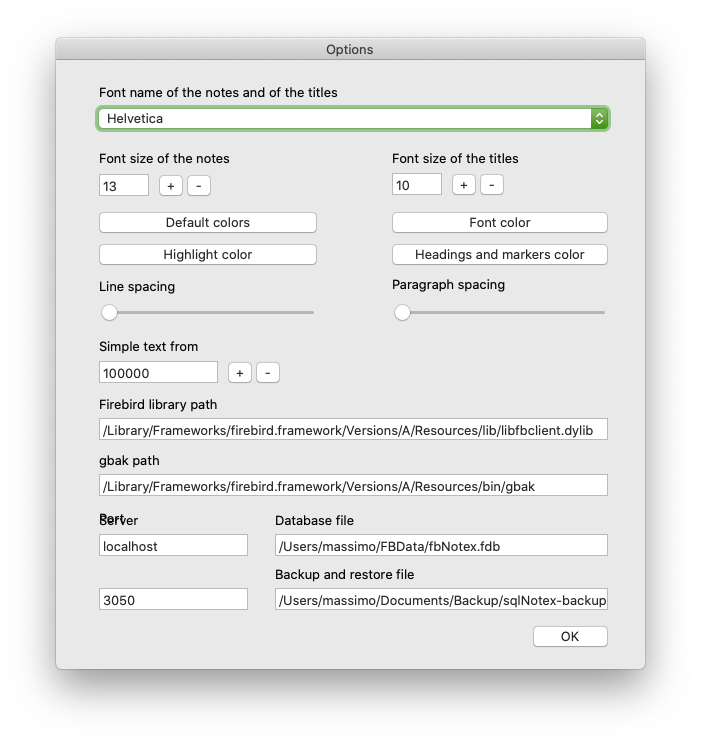 Options
Font name of the notes and of the titles
Helvetica
Font size of the notes
Font size of the titles
13
+
-
10
+
-
Default colors
Font color
Highlight color
Headings and markers color
Line spacing
Paragraph spacing
Simple text from
100000
+
-
Firebird library path
/Library/Frameworks/firebird.framework/Versions/A/Resources/lib/libfbclient.dylib
gbak path
/Library/Frameworks/firebird.framework/Versions/A/Resources/bin/gbak
Port
Server
Database file
localhost
/Users/massimo/FBData/fbNotex.fdb
Backup and restore file
3050
/Users/massimo/Documents/Backup/sqlNotex-backup
OK